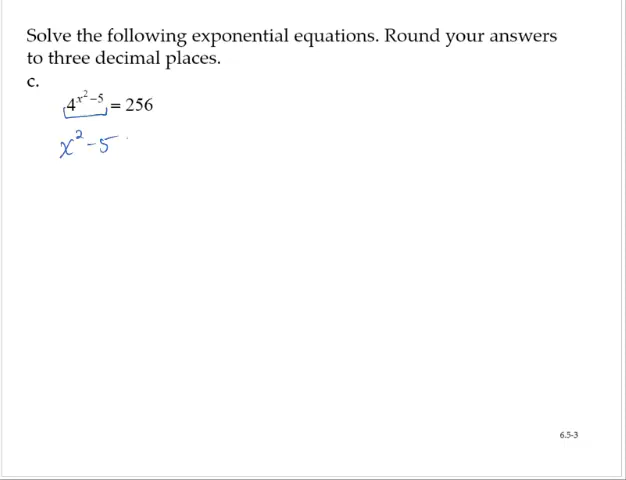 Solve the following exponential equations. Round your answers
to three decimal places.
c.
4^{x^2-5} = 256
x^2 - 5
6.5-3